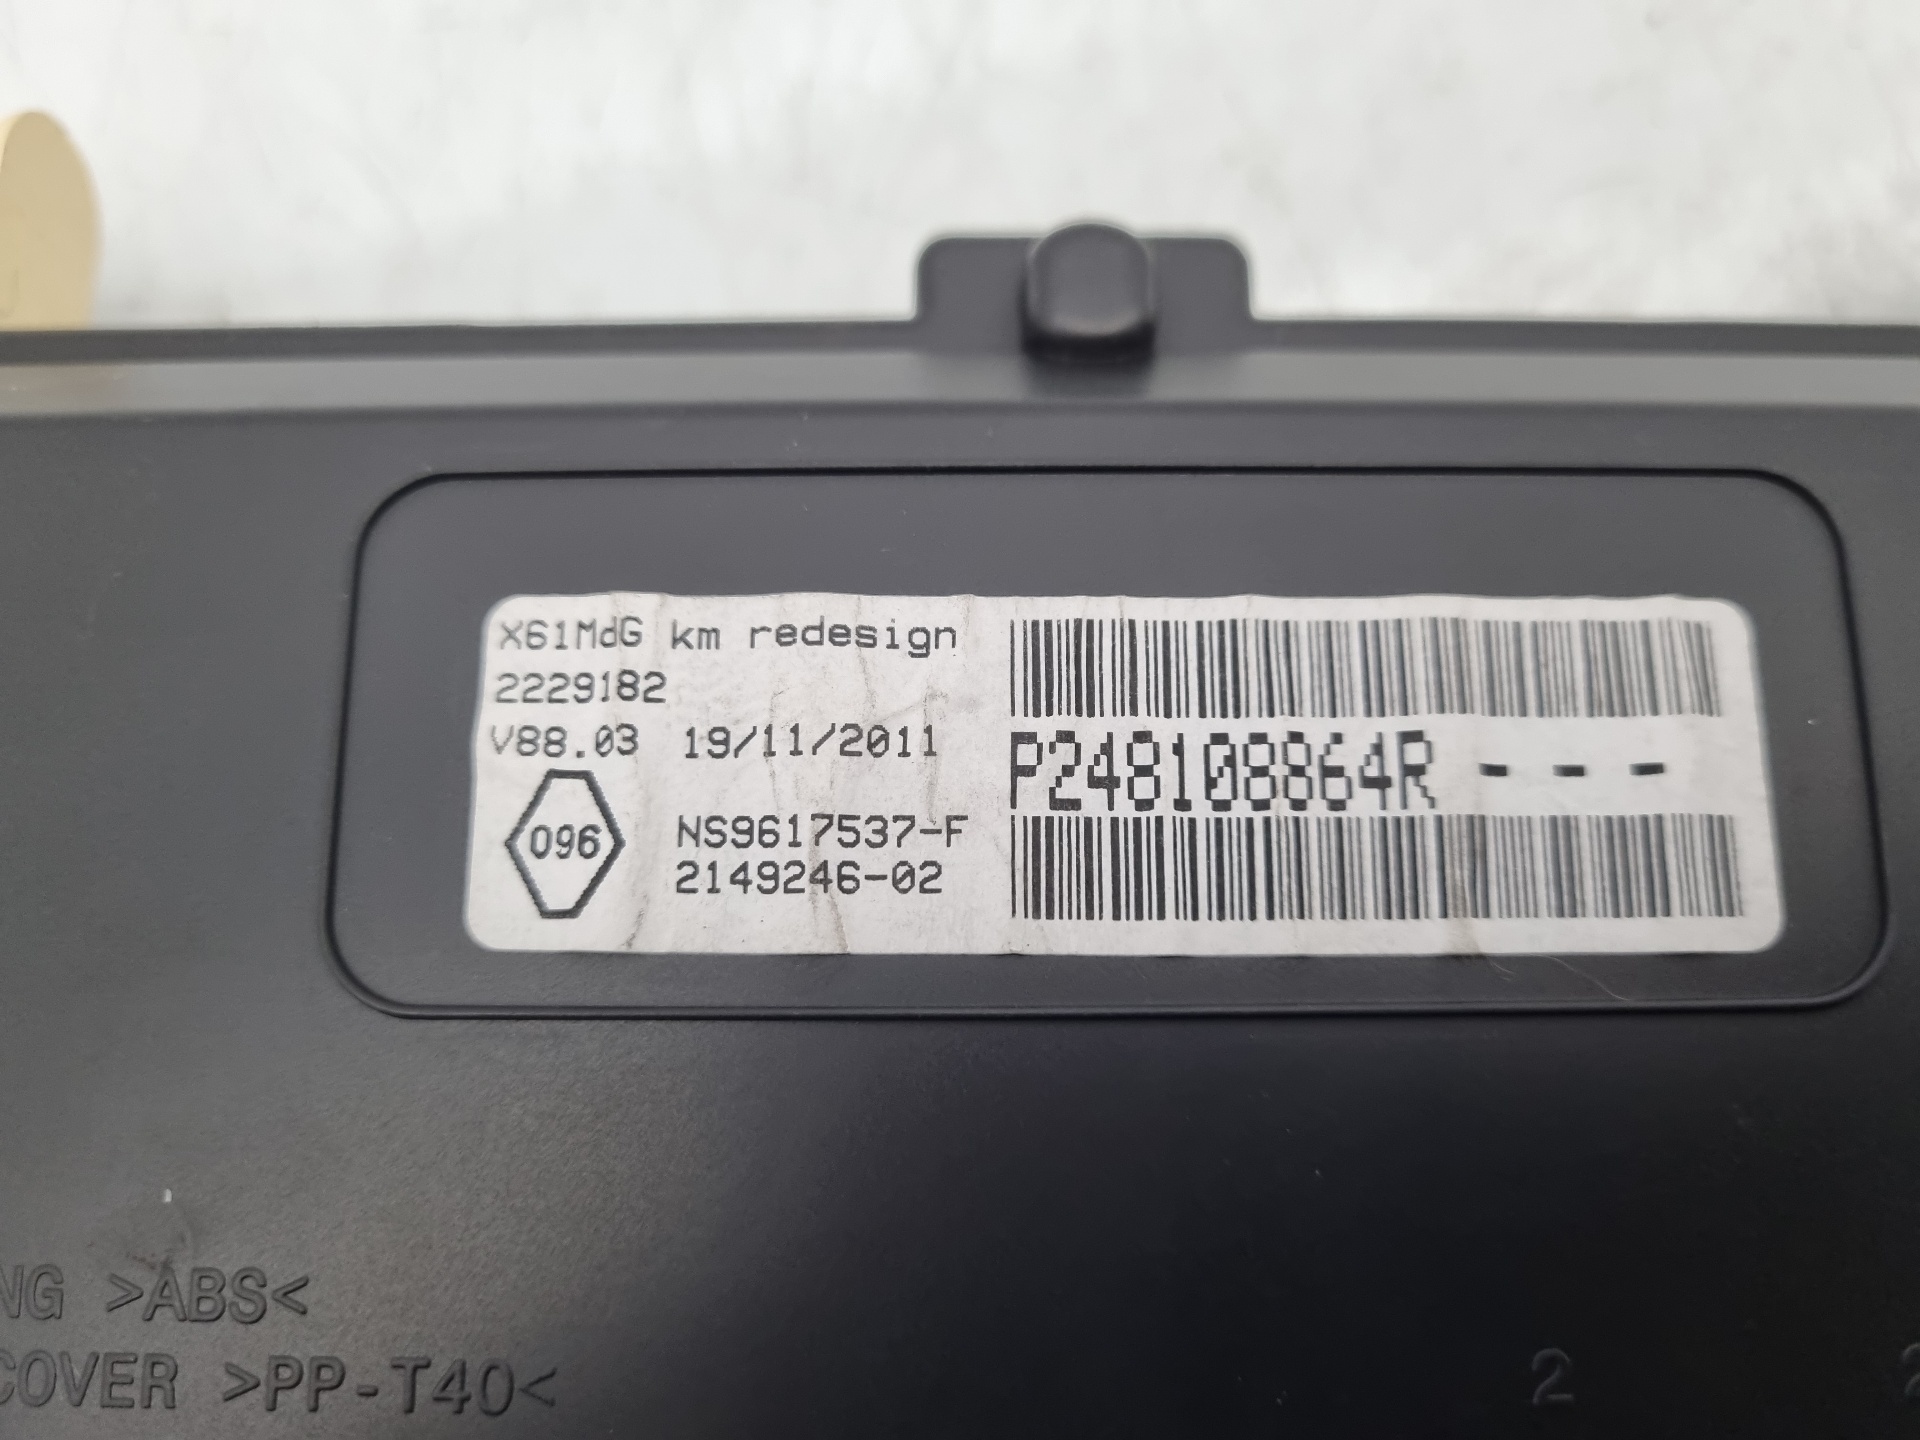 X61MdG km redesign
2229182
V88.03 19/11/2011
096
NS9617537-F
2149246-02
P248108864R - - -
>ABS<
COVER >PP-T40<
2